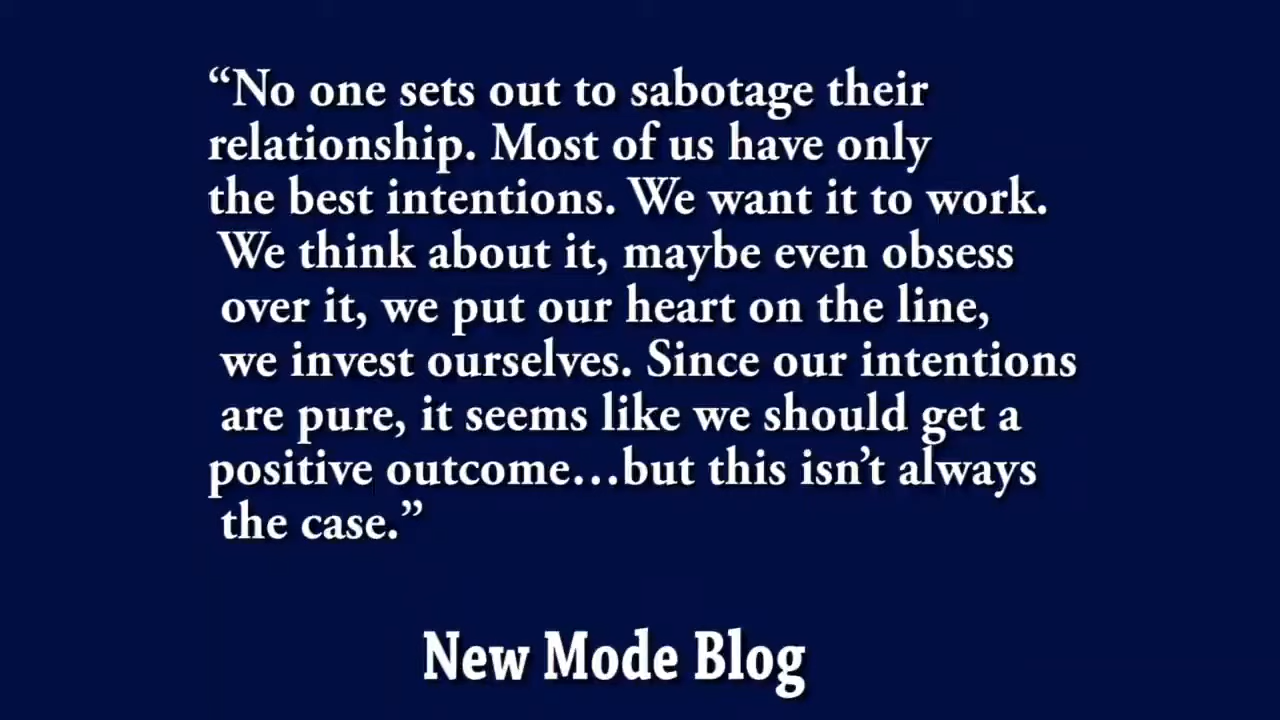 “No one sets out to sabotage their
relationship. Most of us have only
the best intentions. We want it to work.
We think about it, maybe even obsess
over it, we put our heart on the line,
we invest ourselves. Since our intentions
are pure, it seems like we should get a
positive outcome…but this isn’t always
the case.”
New Mode Blog